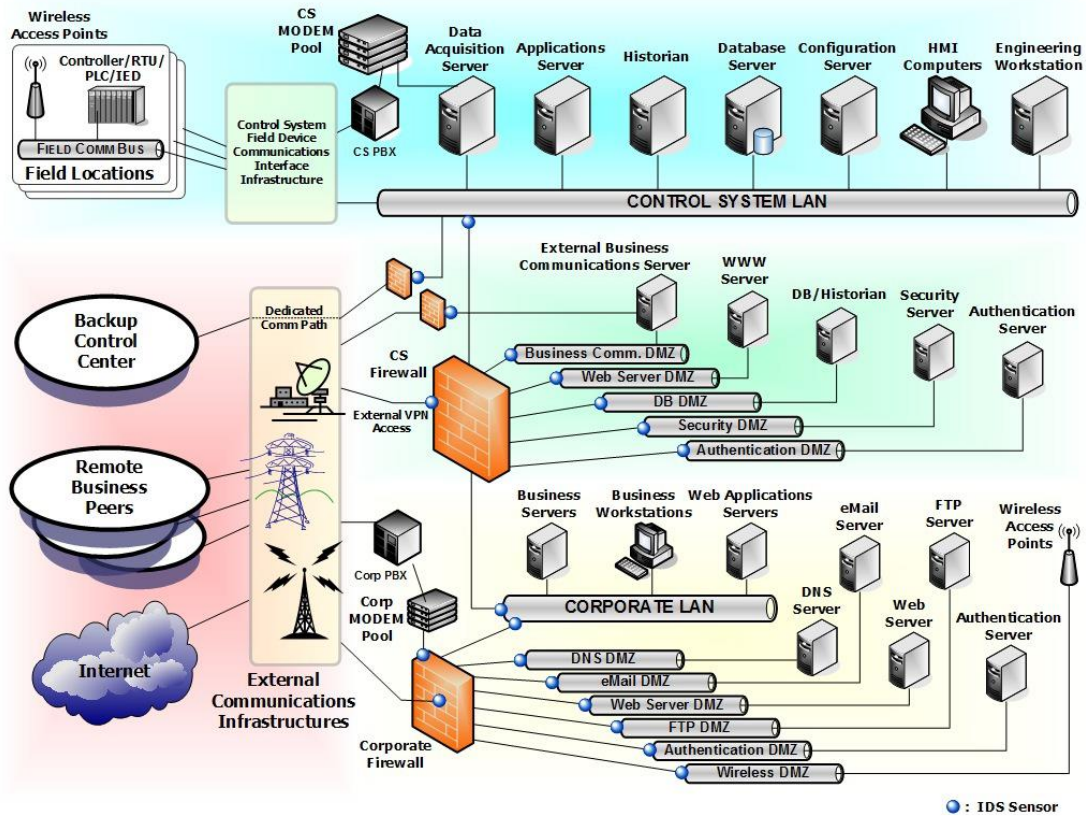 Wireless
Access Points
Controller/RTU/
PLC/IED
FIELD COMM BUS
Field Locations
CS
MODEM
Pool
CS PBX
Control System
Field Device
Communications
Interface
Infrastructure
Data
Acquisition
Server
Applications
Server
Historian
Database
Server
Configuration
Server
HMI
Computers
Engineering
Workstation
CONTROL SYSTEM LAN
External Business
Communications Server
WWW
Server
DB/Historian
Security
Server
Authentication
Server
Dedicated
Comm Path
Backup
Control
Center
CS
Firewall
External VPN
Access
Business Comm. DMZ
Web Server DMZ
DB DMZ
Security DMZ
Authentication DMZ
Remote
Business
Peers
Internet
External
Communications
Infrastructures
Corp PBX
Corp
MODEM
Pool
Corporate
Firewall
Business
Servers
Business
Workstations
Web Applications
Servers
eMail
Server
FTP
Server
Wireless
Access
Points
CORPORATE LAN
DNS
Server
Web
Server
Authentication
Server
DNS DMZ
eMail DMZ
Web Server DMZ
FTP DMZ
Authentication DMZ
Wireless DMZ
: IDS Sensor